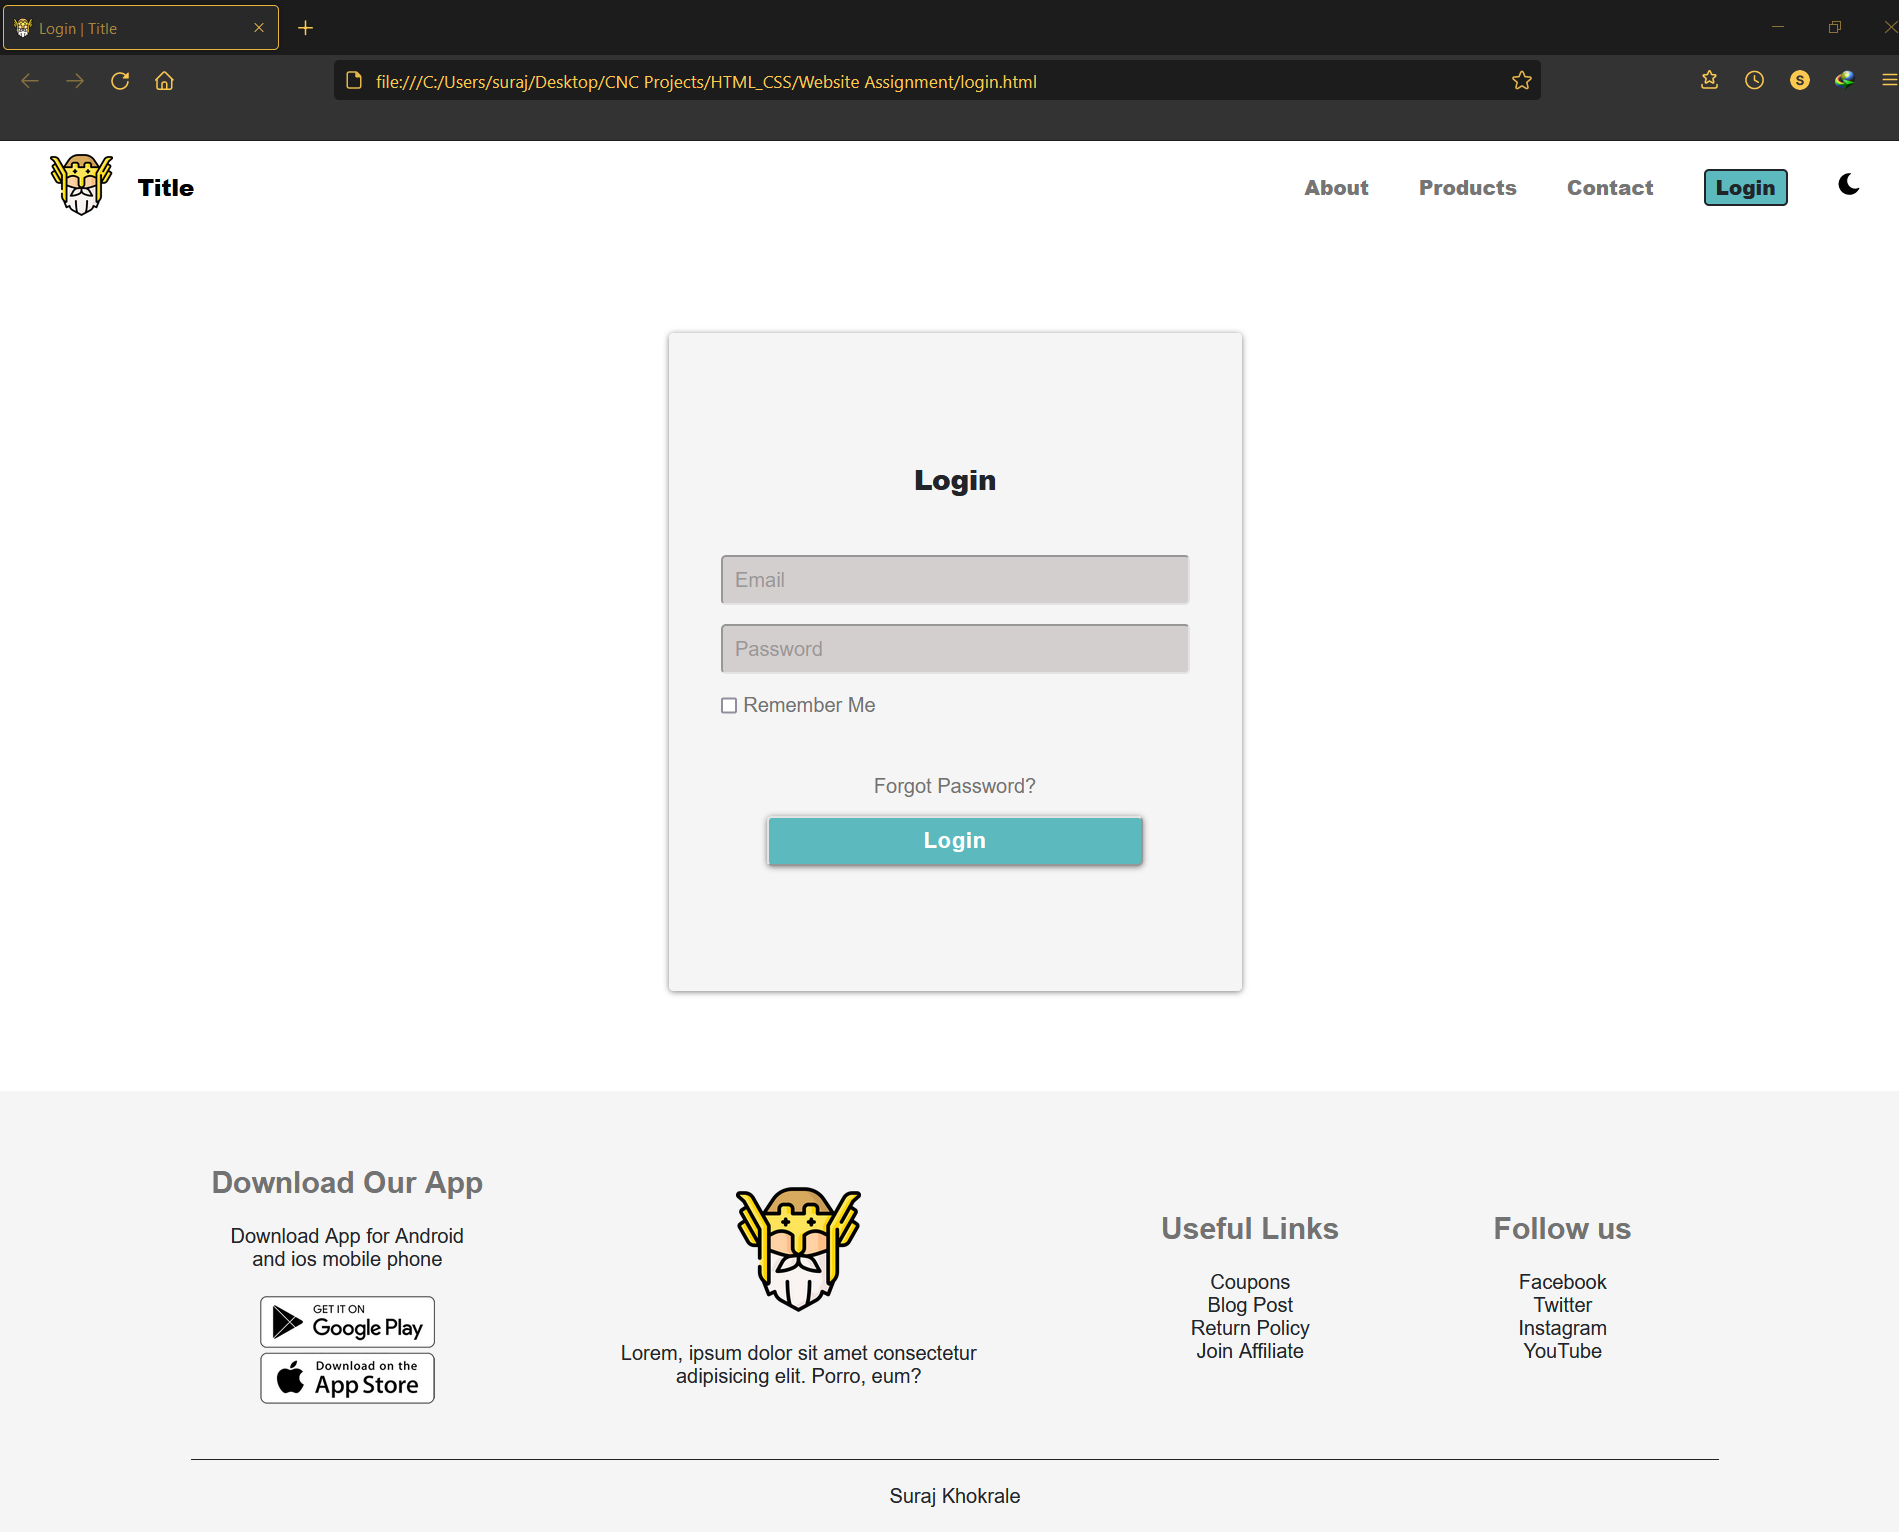 Login | Title
file:///C:/Users/suraj/Desktop/CNC Projects/HTML_CSS/Website Assignment/login.html
S
Title
About
Products
Contact
Login
Login
Email
Password
Remember Me
Forgot Password?
Login
Download Our App
Download App for Android
and ios mobile phone
GET IT ON
Google Play
Download on the
App Store
Lorem, ipsum dolor sit amet consectetur
adipisicing elit. Porro, eum?
Useful Links
Coupons
Blog Post
Return Policy
Join Affiliate
Follow us
Facebook
Twitter
Instagram
YouTube
Suraj Khokrale